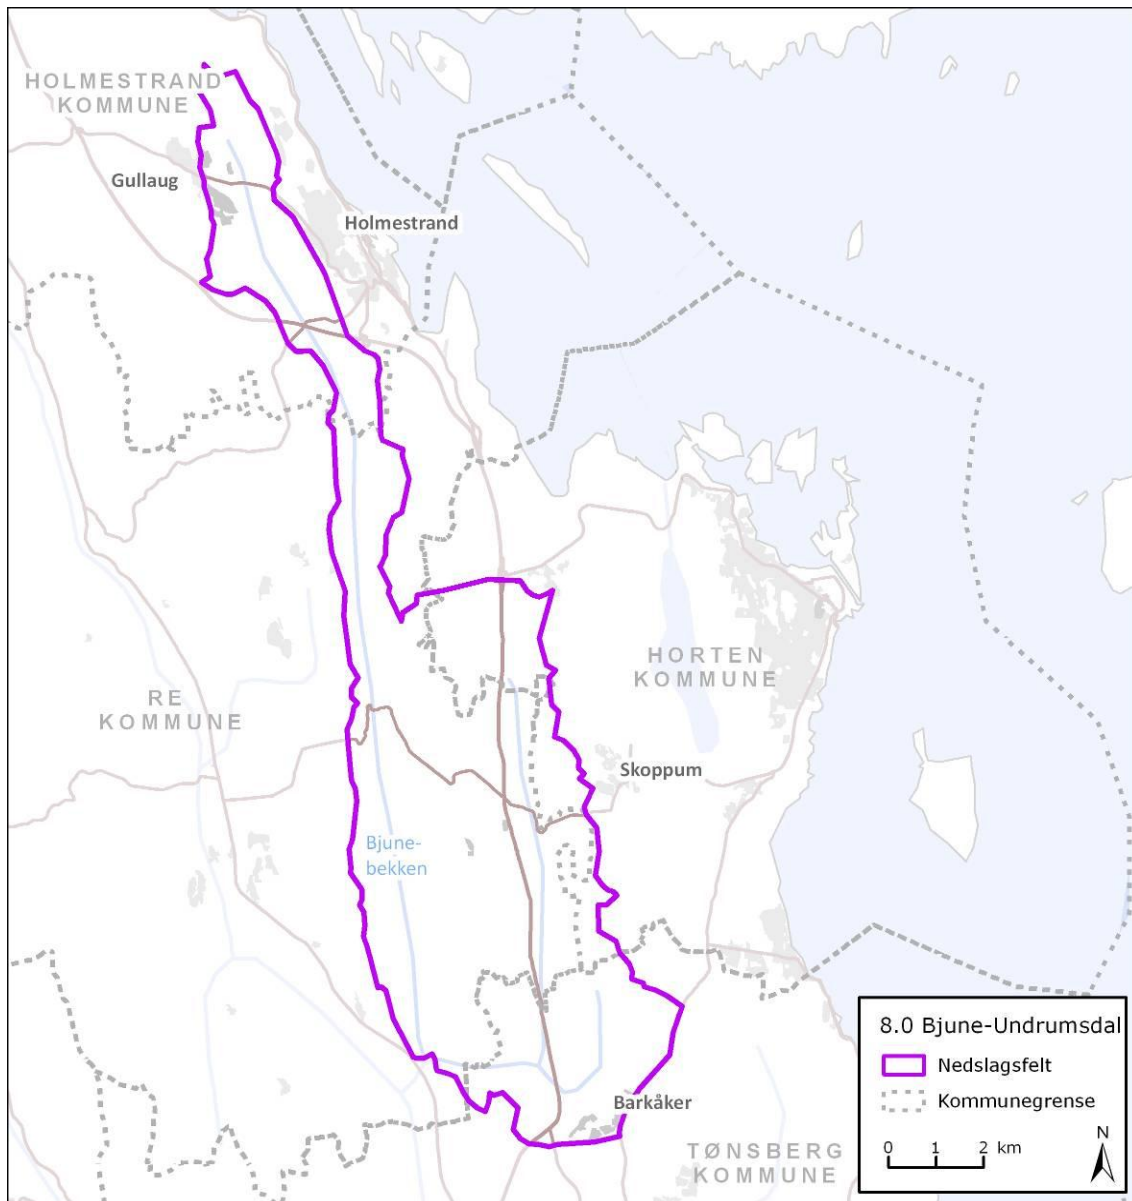 HOLMESTRAND
KOMMUNE
Gullaug
Holmestrand
HORTEN
KOMMUNE
RE
KOMMUNE
Skoppum
Bjune-
bekken
Barkåker
TØNSBERG
KOMMUNE
8.0 Bjune-Undrumsdal
Nedslagsfelt
Kommunegrense
0 1 2 km
N